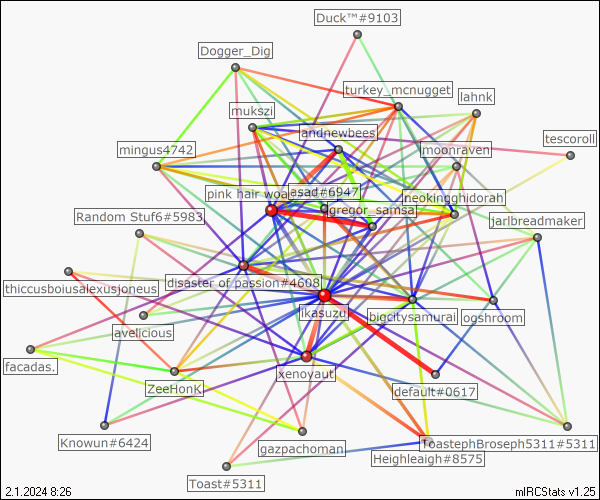 Duck™#9103
Dogger_Dig
turkey_mcnugget
lahnk
mukszi
andnewbees
tescoroll
mingus4742
moonraven
pink hair woa
asad#6947
neokingghidorah
Random Stuf6#5983
gregor_samsa
jarlbreadmaker
disaster of passion#4608
thiccusboiusalexusjoneus
ikasuzu
bigcitysamurai
ogshroom
avelicious
facadas.
xenoyaut
ZeeHonK
default#0617
Knowun#6424
gazpachoman
ToastephBroseph5311#5311
Heighleaigh#8575
Toast#5311
2.1.2024 8:26
mIRCStats v1.25